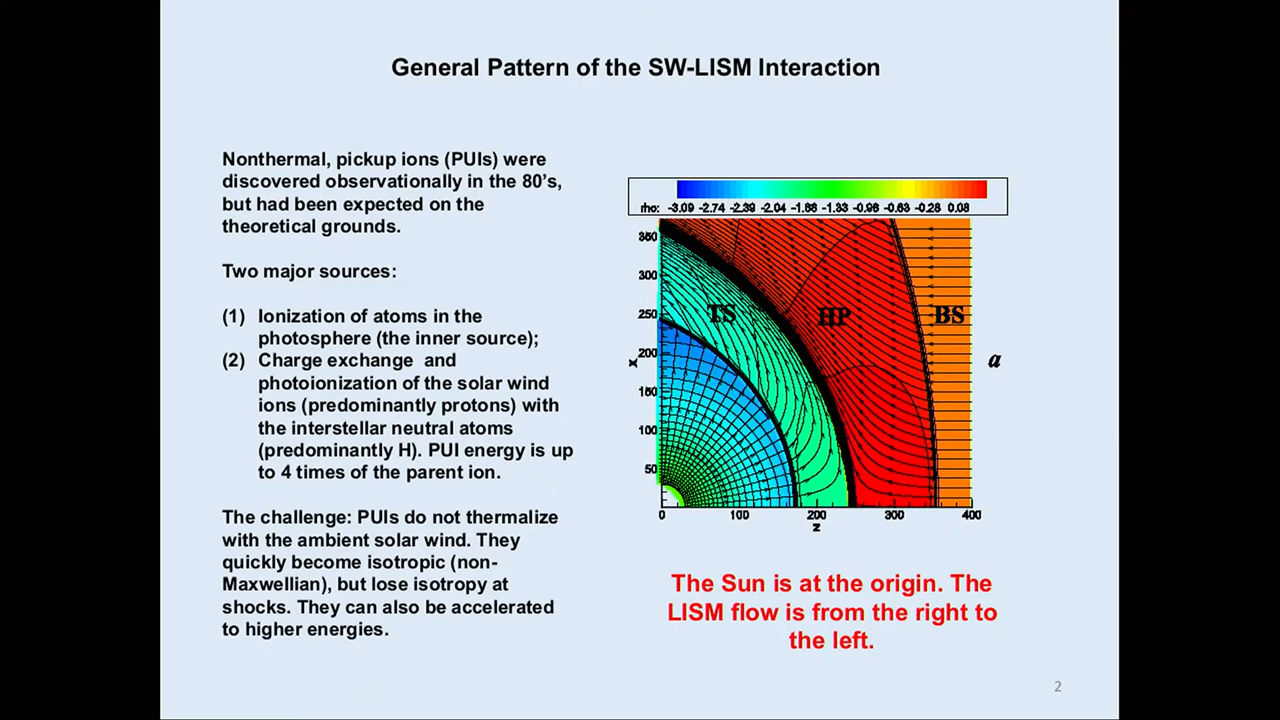 General Pattern of the SW-LISM Interaction
Nonthermal, pickup ions (PUIs) were
discovered observationally in the 80's,
but had been expected on the
theoretical grounds.
Two major sources:
(1) Ionization of atoms in the
photosphere (the inner source);
(2) Charge exchange and
photoionization of the solar wind
ions (predominantly protons) with
the interstellar neutral atoms
(predominantly H). PUI energy is up
to 4 times of the parent ion.
The challenge: PUIs do not thermalize
with the ambient solar wind. They
quickly become isotropic (non-
Maxwellian), but lose isotropy at
shocks. They can also be accelerated
to higher energies.
rho: -3.09 -2.74 -2.39 -2.04 -1.68 -1.33 -0.98 -0.63 -0.28 0.08
350
300
250
200
150
100
50
x
TS
HP
BS
a
0 100 200 300 400
z
The Sun is at the origin. The
LISM flow is from the right to
the left.
2